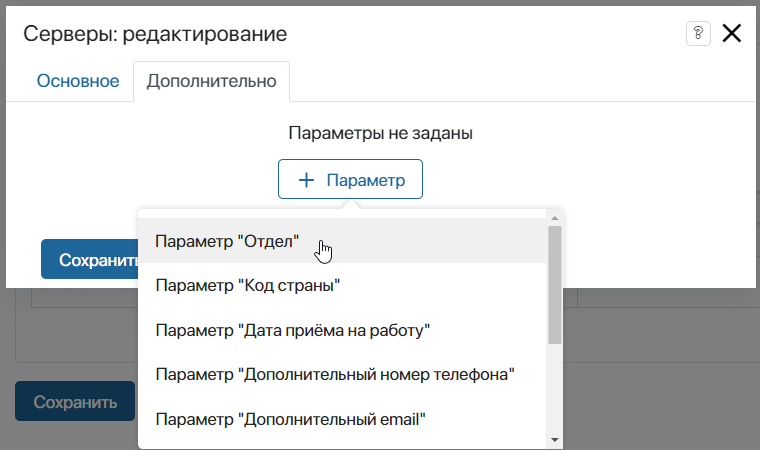 Серверы: редактирование
?
Основное
Дополнительно
Параметры не заданы
+ Параметр
Параметр "Отдел"
Сохранить
Параметр "Код страны"
Параметр "Дата приёма на работу"
Параметр "Дополнительный номер телефона"
Сохранить
Параметр "Дополнительный email"